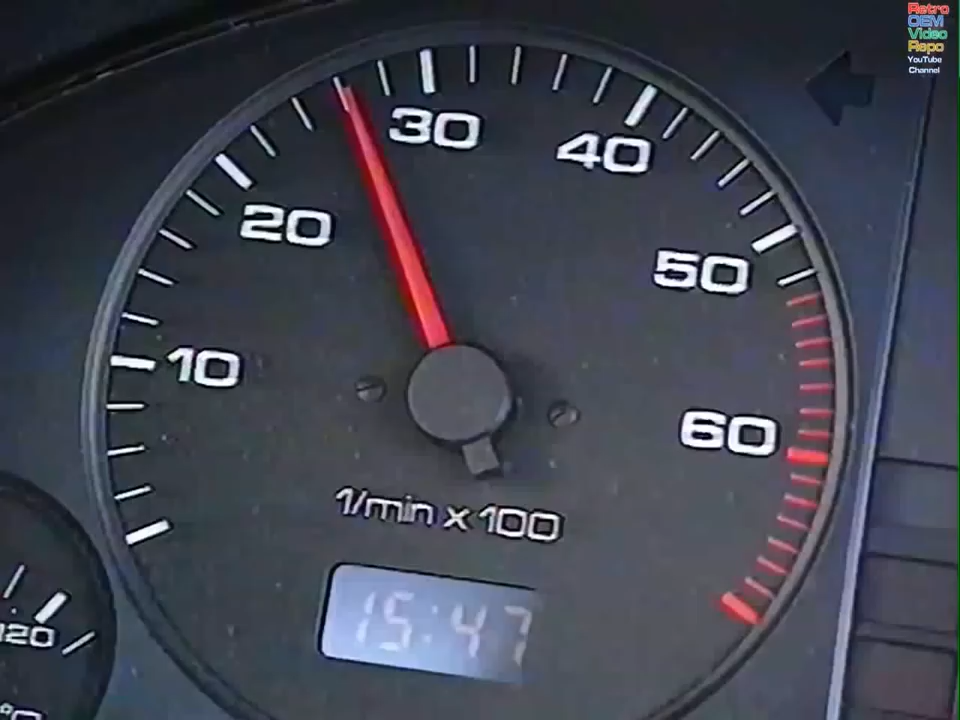 Retro
OEM
Video
Repo
YouTube
Channel
30
40
20
50
10
60
1/min x 100
15:47
120
°C